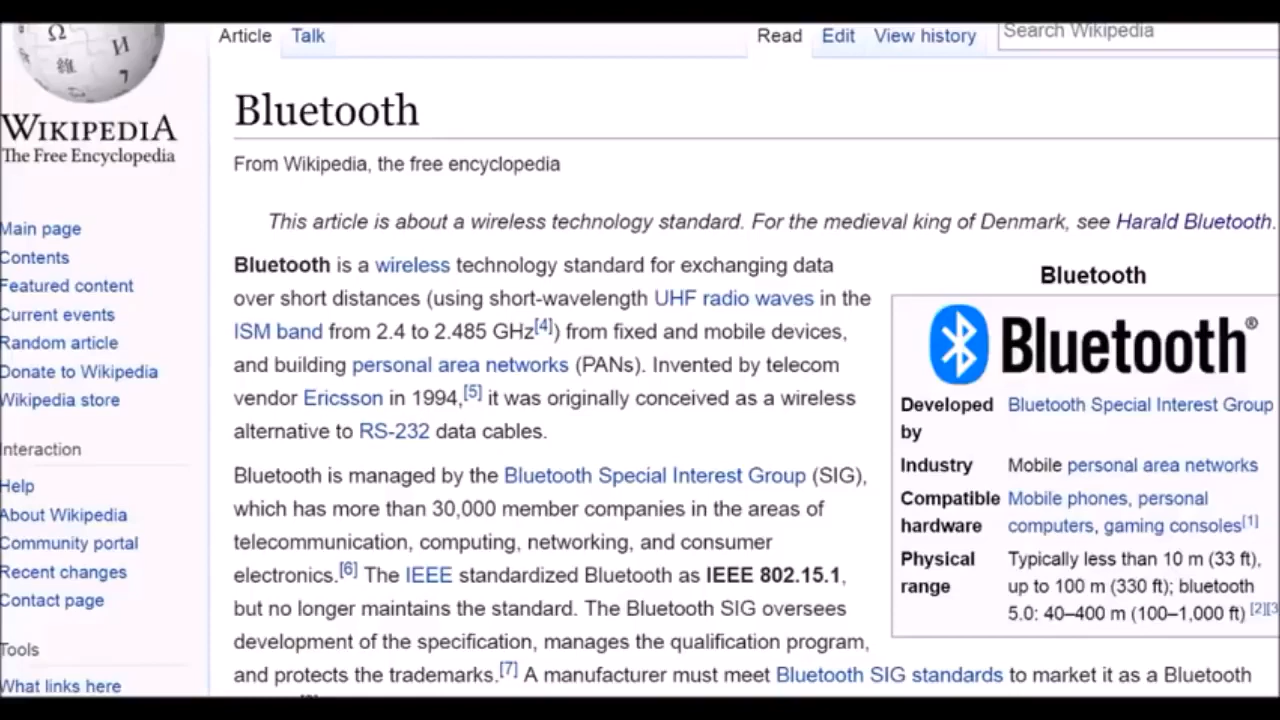 Article
Talk
Read
Edit
View history
Search Wikipedia
WIKIPEDIA
The Free Encyclopedia
Main page
Contents
Featured content
Current events
Random article
Donate to Wikipedia
Wikipedia store
Interaction
Help
About Wikipedia
Community portal
Recent changes
Contact page
Tools
What links here
Bluetooth
From Wikipedia, the free encyclopedia
This article is about a wireless technology standard. For the medieval king of Denmark, see Harald Bluetooth.
Bluetooth is a wireless technology standard for exchanging data
over short distances (using short-wavelength UHF radio waves in the
ISM band from 2.4 to 2.485 GHz[4]) from fixed and mobile devices,
and building personal area networks (PANs). Invented by telecom
vendor Ericsson in 1994,[5] it was originally conceived as a wireless
alternative to RS-232 data cables.
Bluetooth is managed by the Bluetooth Special Interest Group (SIG),
which has more than 30,000 member companies in the areas of
telecommunication, computing, networking, and consumer
electronics.[6] The IEEE standardized Bluetooth as IEEE 802.15.1,
but no longer maintains the standard. The Bluetooth SIG oversees
development of the specification, manages the qualification program,
and protects the trademarks.[7] A manufacturer must meet Bluetooth SIG standards to market it as a Bluetooth
Bluetooth
Bluetooth®
Developed by
Bluetooth Special Interest Group
Industry
Mobile personal area networks
Compatible hardware
Mobile phones, personal
computers, gaming consoles[1]
Physical range
Typically less than 10 m (33 ft),
up to 100 m (330 ft); bluetooth
5.0: 40–400 m (100–1,000 ft) [2][3